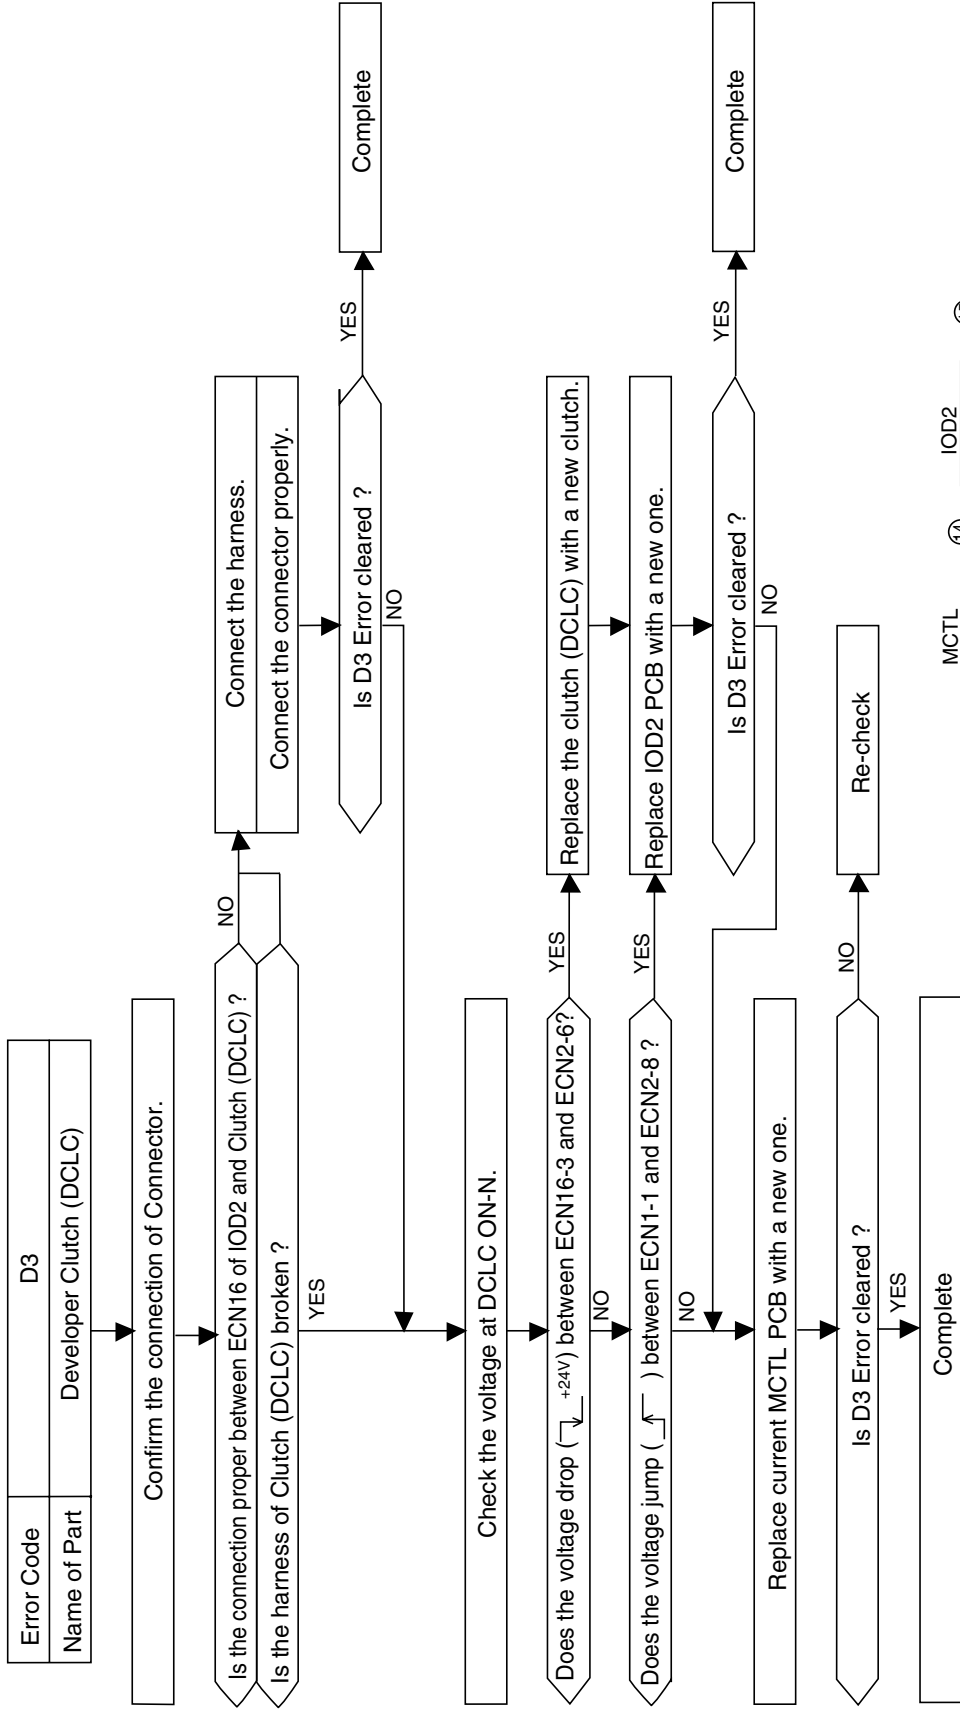 Error Code D3
Name of Part Developer Clutch (DCLC)
Confirm the connection of Connector.
Is the connection proper between ECN16 of IOD2 and Clutch (DCLC) ?
NO
Connect the harness.
Is the harness of Clutch (DCLC) broken ?
Connect the connector properly.
YES
Is D3 Error cleared ?
YES
Complete
NO
Check the voltage at DCLC ON-N.
Does the voltage drop ( +24V) between ECN16-3 and ECN2-6?
YES
Replace the clutch (DCLC) with a new clutch.
NO
Does the voltage jump ( ) between ECN1-1 and ECN2-8 ?
YES
Replace IOD2 PCB with a new one.
NO
Is D3 Error cleared ?
YES
Complete
NO
Replace current MCTL PCB with a new one.
Is D3 Error cleared ?
NO
Re-check
YES
Complete
MCTL
IOD2